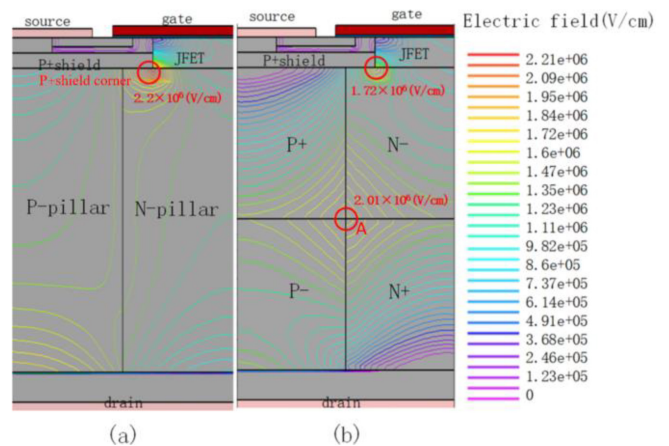 source
gate
P+shield
JFET
P+shield corner
2.2×10⁶(V/cm)
P-pillar
N-pillar
drain
(a)
source
gate
P+shield
JFET
1.72×10⁶(V/cm)
P+
N-
2.01×10⁶(V/cm)
A
P-
N+
drain
(b)
Electric field(V/cm)
2.21e+06
2.09e+06
1.95e+06
1.84e+06
1.72e+06
1.6e+06
1.47e+06
1.35e+06
1.23e+06
1.11e+06
9.82e+05
8.6e+05
7.37e+05
6.14e+05
4.91e+05
3.68e+05
2.46e+05
1.23e+05
0